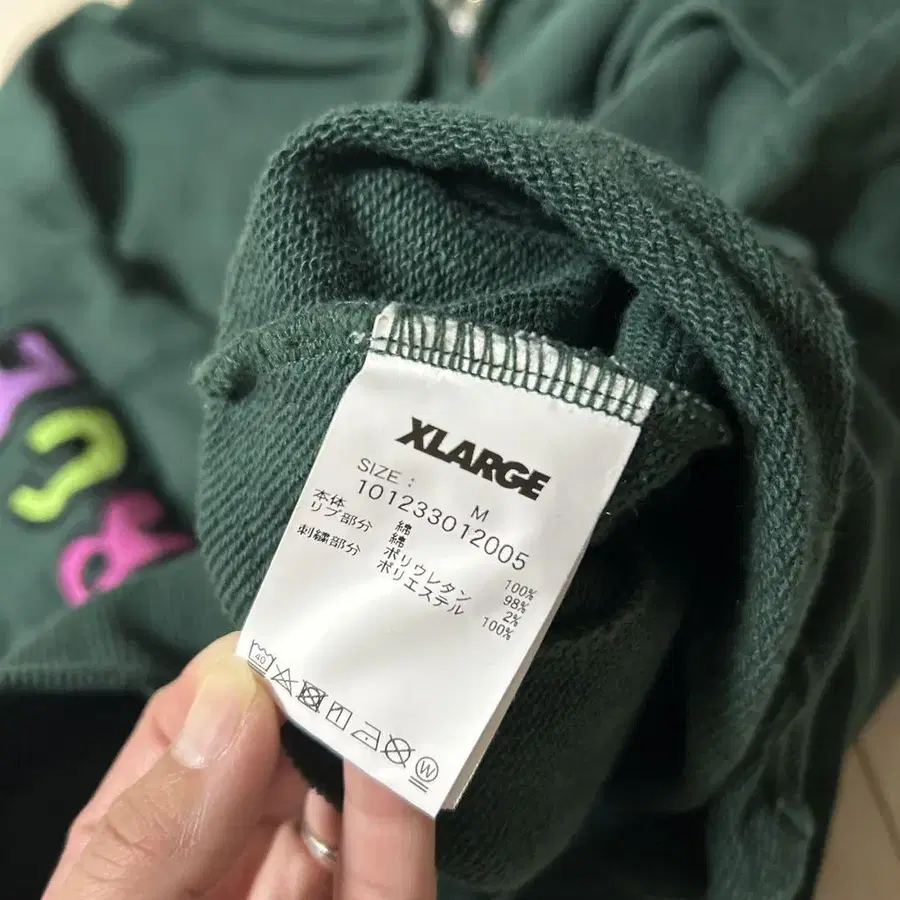 XLARGE
SIZE : M
101233012005
本体 綿 100%
リブ部分 綿 98%
ポリウレタン 2%
刺繍部分 ポリエステル 100%
40
W